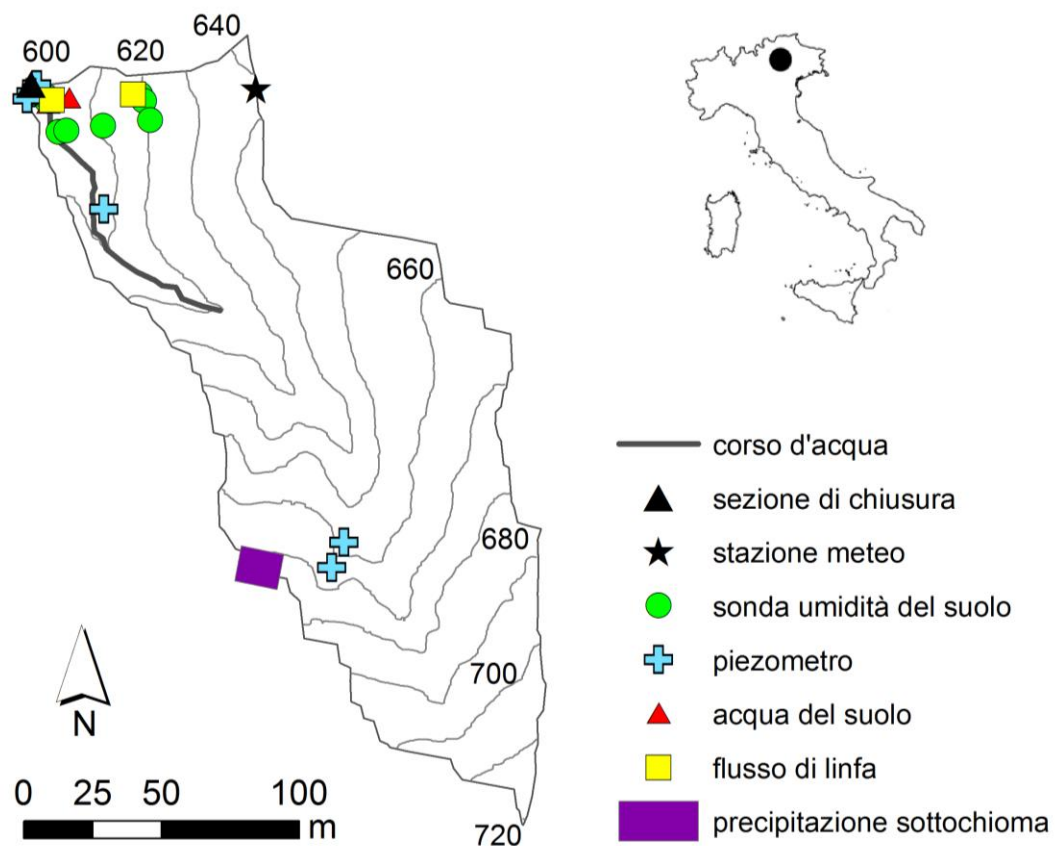 640
600
620
660
680
700
720
N
0 25 50 100
m
corso d'acqua
sezione di chiusura
stazione meteo
sonda umidità del suolo
piezometro
acqua del suolo
flusso di linfa
precipitazione sottochioma